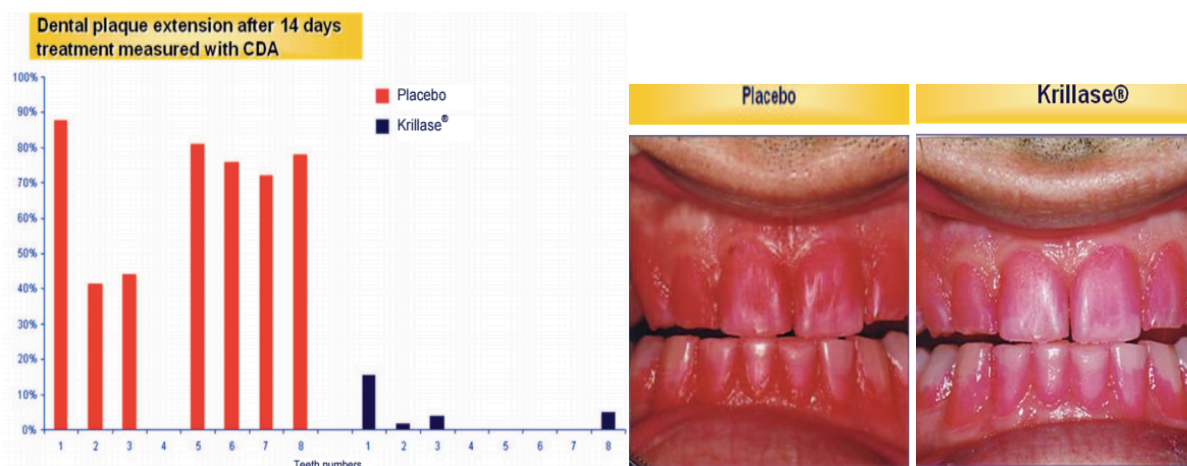 Dental plaque extension after 14 days
treatment measured with CDA
100%
90%
80%
70%
60%
50%
40%
30%
20%
10%
0%
Placebo
Krillase®
1 2 3 4 5 6 7 8 1 2 3 4 5 6 7 8
Teeth numbers
Placebo
Krillase®